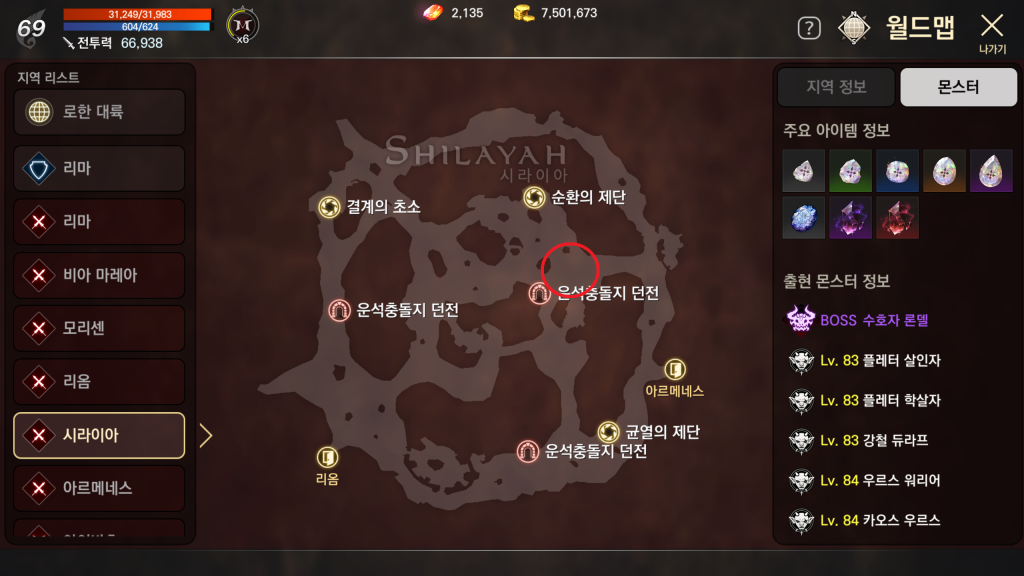 69
31,249/31,983
604/624
전투력 66,938
M
x6
2,135
7,501,673
?
월드맵
나가기
지역 리스트
로한 대륙
리마
리마
비아 마레아
모리센
리옴
시라이아
아르메네스
SHILAYAH
시라이아
결계의 초소
순환의 제단
운석충돌지 던전
운석충돌지 던전
아르메네스
균열의 제단
운석충돌지 던전
리옴
지역 정보
몬스터
주요 아이템 정보
출현 몬스터 정보
BOSS 수호자 론델
Lv. 83 플레터 살인자
Lv. 83 플레터 학살자
Lv. 83 강철 듀라프
Lv. 84 우르스 워리어
Lv. 84 카오스 우르스